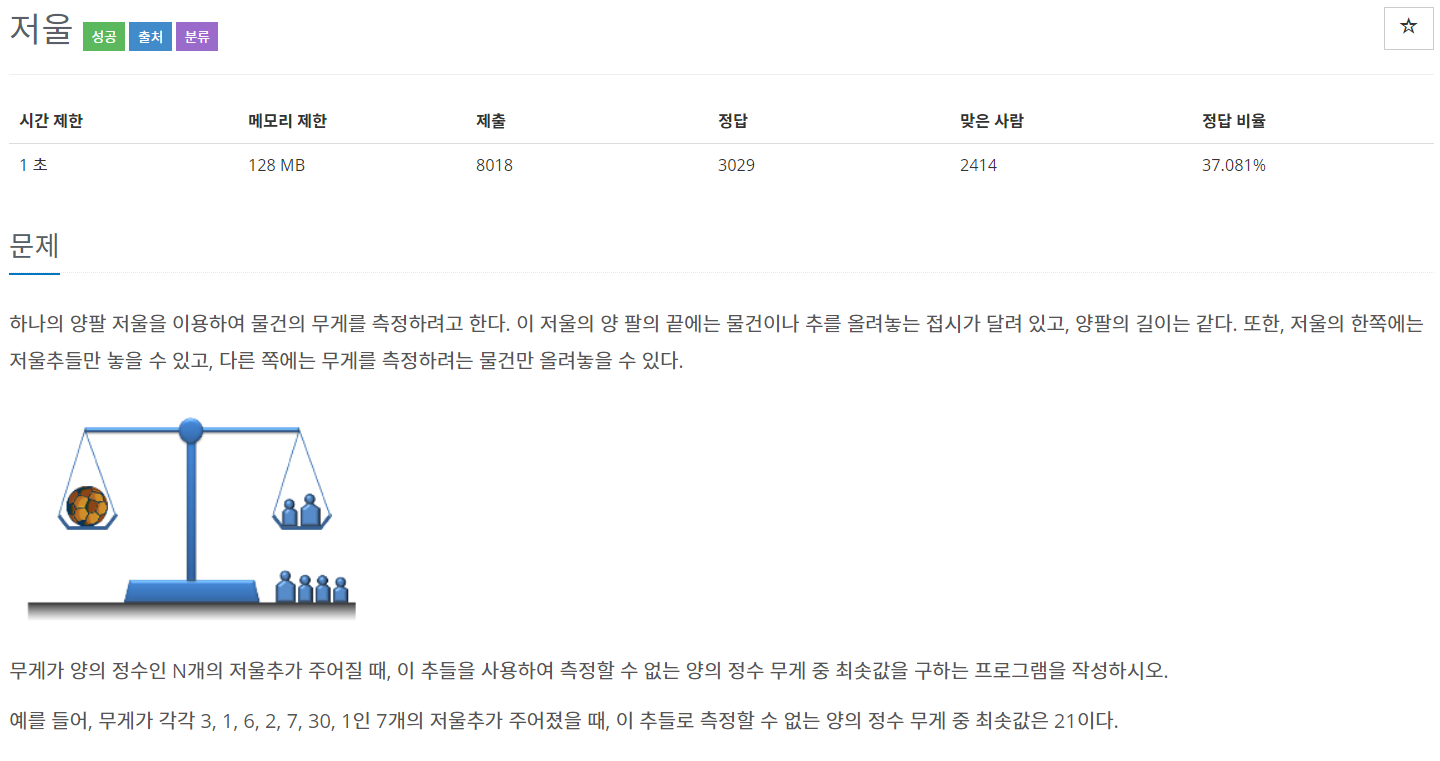 저울 성공 출처 분류
시간 제한 메모리 제한 제출 정답 맞은 사람 정답 비율
1 초 128 MB 8018 3029 2414 37.081%
문제
하나의 양팔 저울을 이용하여 물건의 무게를 측정하려고 한다. 이 저울의 양 팔의 끝에는 물건이나 추를 올려놓는 접시가 달려 있고, 양팔의 길이는 같다. 또한, 저울의 한쪽에는
저울추들만 놓을 수 있고, 다른 쪽에는 무게를 측정하려는 물건만 올려놓을 수 있다.
무게가 양의 정수인 N개의 저울추가 주어질 때, 이 추들을 사용하여 측정할 수 없는 양의 정수 무게 중 최솟값을 구하는 프로그램을 작성하시오.
예를 들어, 무게가 각각 3, 1, 6, 2, 7, 30, 1인 7개의 저울추가 주어졌을 때, 이 추들로 측정할 수 없는 양의 정수 무게 중 최솟값은 21이다.